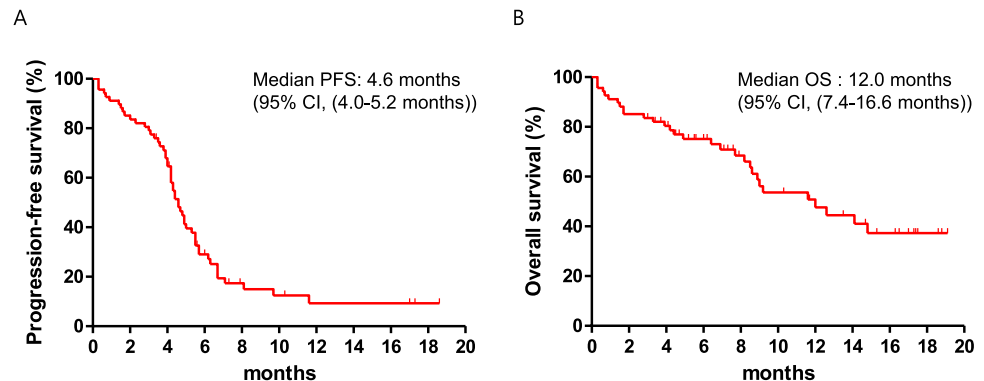 A
Progression-free survival (%)
100
80
60
40
20
0
Median PFS: 4.6 months
(95% CI, (4.0-5.2 months))
0 2 4 6 8 10 12 14 16 18 20
months
B
Overall survival (%)
100
80
60
40
20
0
Median OS : 12.0 months
(95% CI, (7.4-16.6 months))
0 2 4 6 8 10 12 14 16 18 20
months